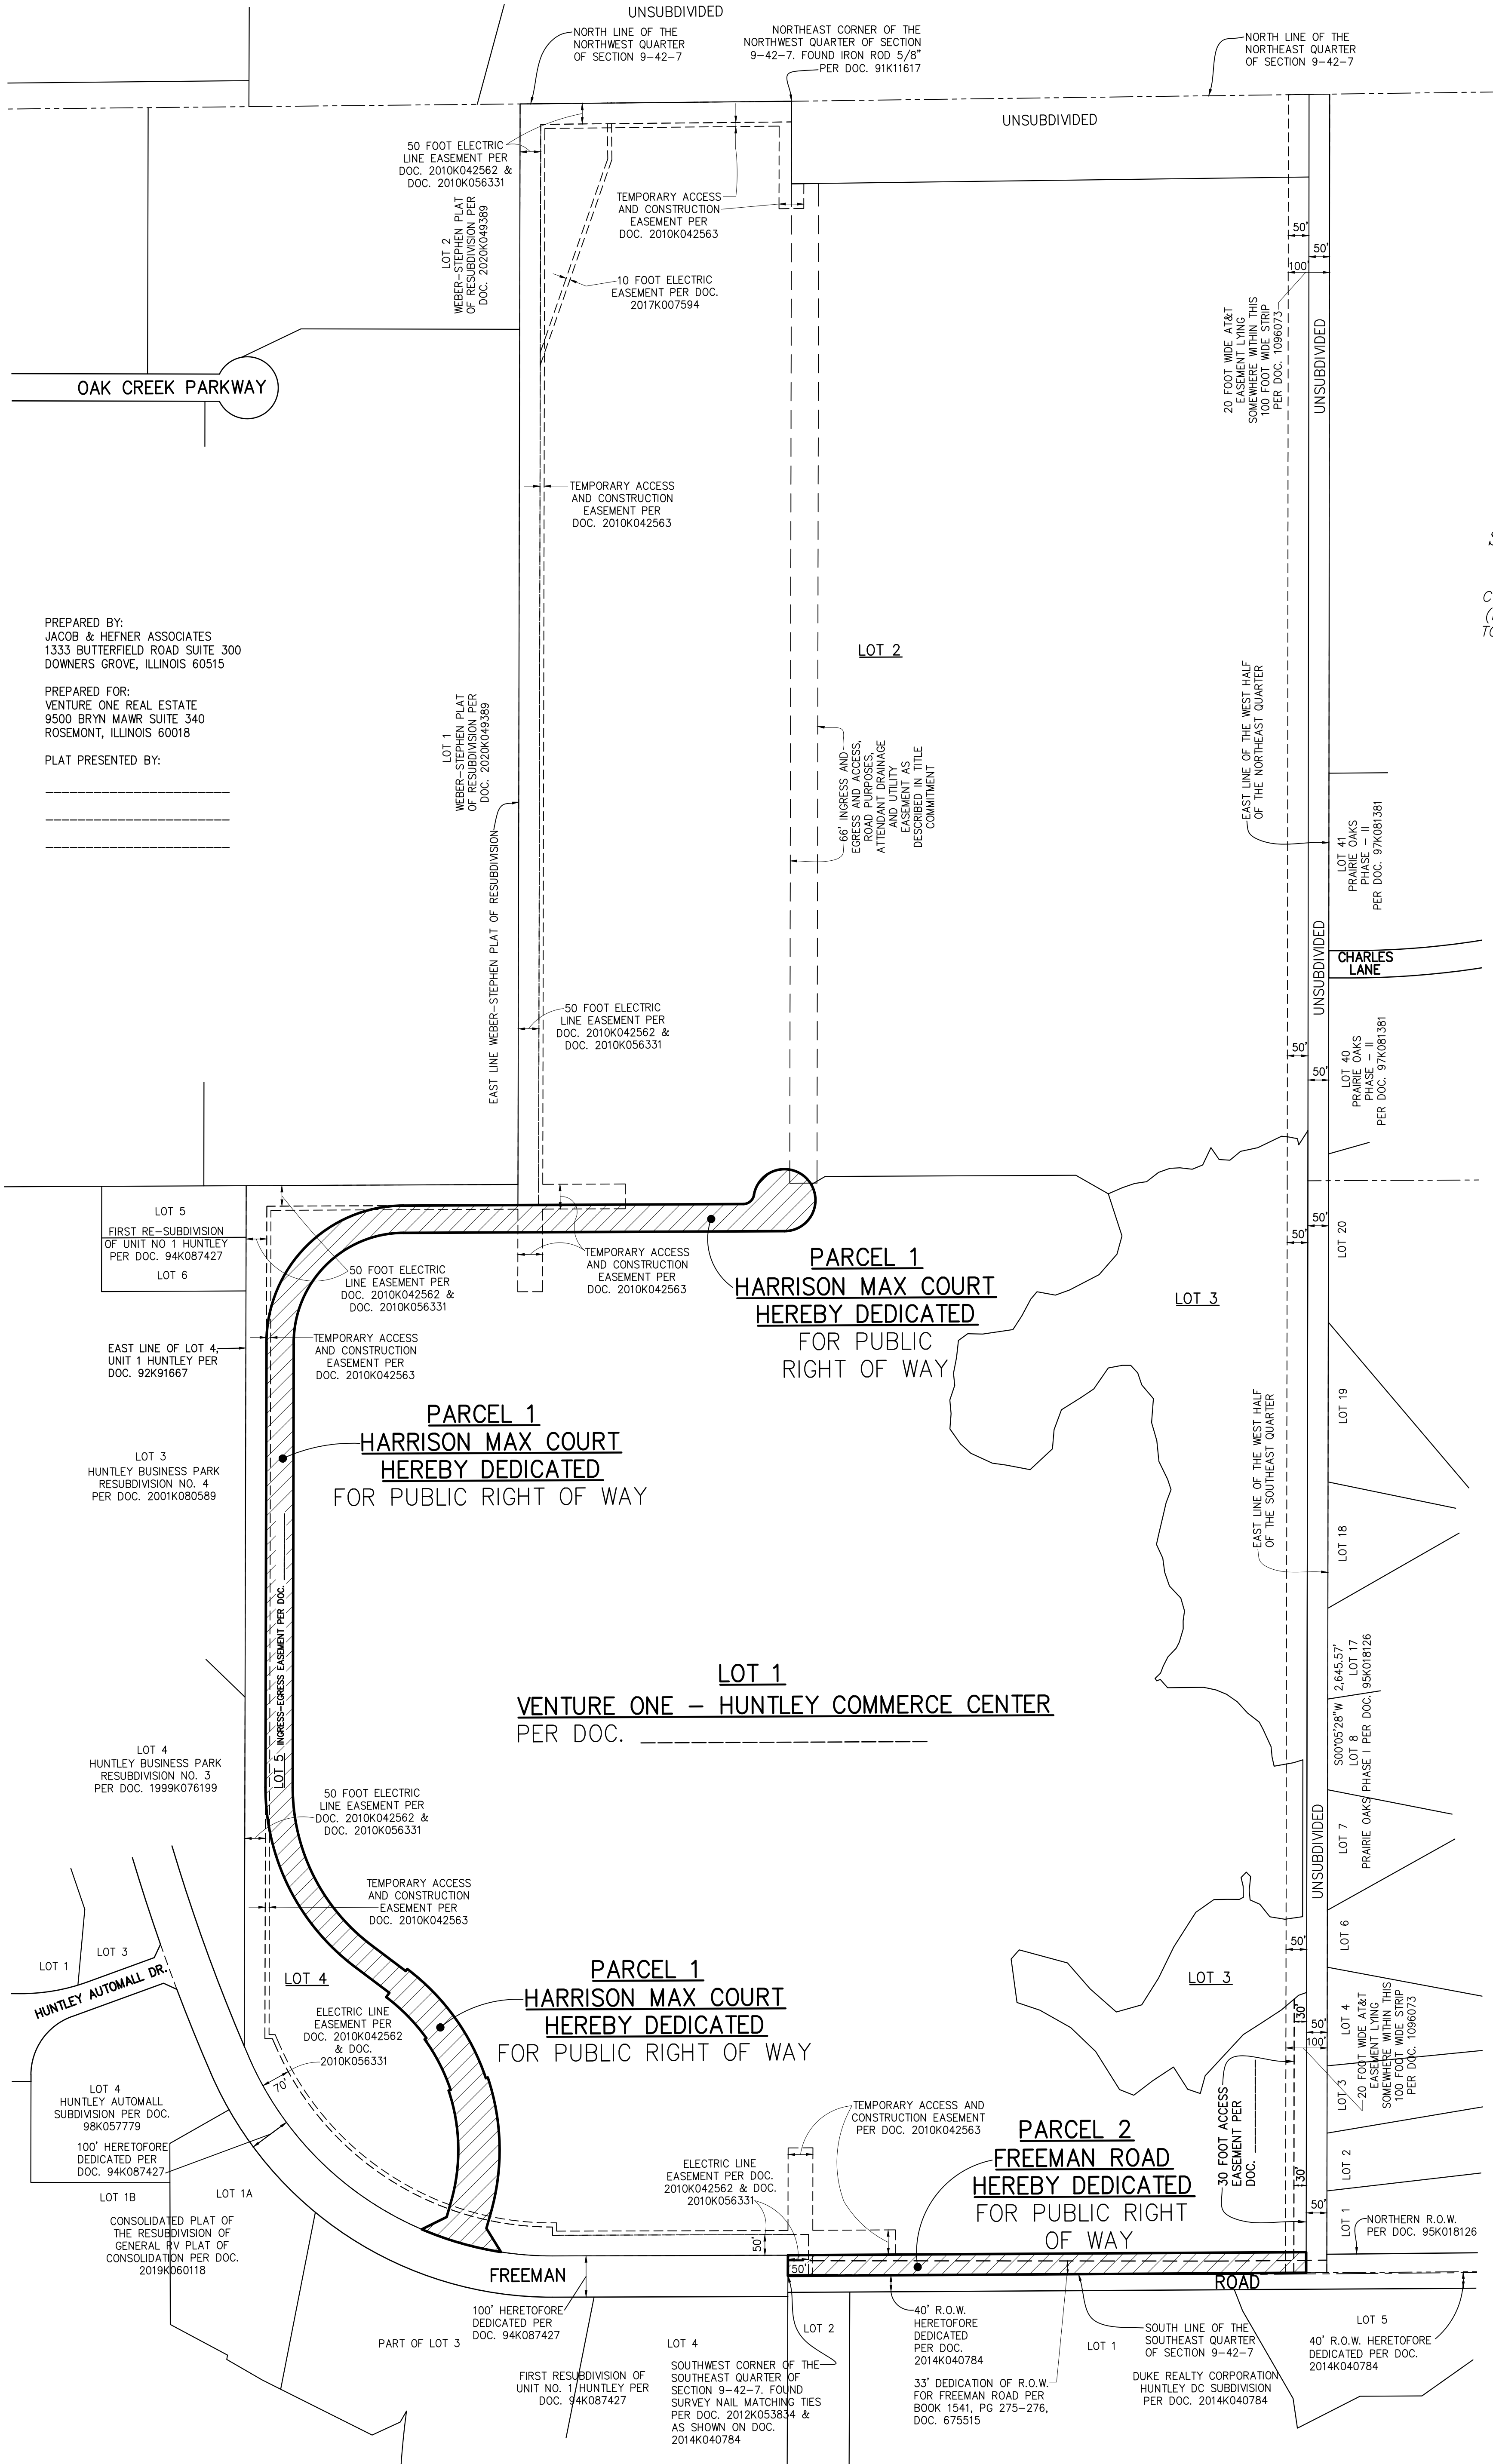 UNSUBDIVIDED
NORTH LINE OF THE
NORTHWEST QUARTER
OF SECTION 9-42-7
NORTHEAST CORNER OF THE
NORTHWEST QUARTER OF SECTION
9-42-7. FOUND IRON ROD 5/8"
PER DOC. 91K11617
NORTH LINE OF THE
NORTHEAST QUARTER
OF SECTION 9-42-7
UNSUBDIVIDED
50 FOOT ELECTRIC
LINE EASEMENT PER
DOC. 2010K042562 &
DOC. 2010K056331
TEMPORARY ACCESS
AND CONSTRUCTION
EASEMENT PER
DOC. 2010K042563
LOT 2
WEBER-STEPHEN PLAT
OF RESUBDIVISION PER
DOC. 2020K049389
10 FOOT ELECTRIC
EASEMENT PER DOC.
2017K007594
50'
50'
100'
20 FOOT WIDE AT&T
EASEMENT LYING
SOMEWHERE WITHIN THIS
100 FOOT WIDE STRIP
PER DOC. 1096073
UNSUBDIVIDED
OAK CREEK PARKWAY
TEMPORARY ACCESS
AND CONSTRUCTION
EASEMENT PER
DOC. 2010K042563
PREPARED BY:
JACOB & HEFNER ASSOCIATES
1333 BUTTERFIELD ROAD SUITE 300
DOWNERS GROVE, ILLINOIS 60515
PREPARED FOR:
VENTURE ONE REAL ESTATE
9500 BRYN MAWR SUITE 340
ROSEMONT, ILLINOIS 60018
PLAT PRESENTED BY:
LOT 2
LOT 1
WEBER-STEPHEN PLAT
OF RESUBDIVISION PER
DOC. 2020K049389
EAST LINE WEBER-STEPHEN PLAT OF RESUBDIVISION
66' INGRESS AND
EGRESS AND ACCESS,
ROAD PURPOSES,
ATTENDANT DRAINAGE
AND UTILITY
EASEMENT AS
DESCRIBED IN TITLE
COMMITMENT
EAST LINE OF THE WEST HALF
OF THE NORTHEAST QUARTER
LOT 41
PRAIRIE OAKS
PHASE - II
PER DOC. 97K081381
UNSUBDIVIDED
CHARLES
LANE
50 FOOT ELECTRIC
LINE EASEMENT PER
DOC. 2010K042562 &
DOC. 2010K056331
50'
50'
LOT 40
PRAIRIE OAKS
PHASE - II
PER DOC. 97K081381
LOT 5
FIRST RE-SUBDIVISION
OF UNIT NO 1 HUNTLEY
PER DOC. 94K087427
LOT 6
50 FOOT ELECTRIC
LINE EASEMENT PER
DOC. 2010K042562 &
DOC. 2010K056331
TEMPORARY ACCESS
AND CONSTRUCTION
EASEMENT PER
DOC. 2010K042563
PARCEL 1
HARRISON MAX COURT
HEREBY DEDICATED
FOR PUBLIC
RIGHT OF WAY
LOT 3
50'
50'
LOT 20
EAST LINE OF LOT 4,
UNIT 1 HUNTLEY PER
DOC. 92K91667
TEMPORARY ACCESS
AND CONSTRUCTION
EASEMENT PER
DOC. 2010K042563
PARCEL 1
HARRISON MAX COURT
HEREBY DEDICATED
FOR PUBLIC RIGHT OF WAY
LOT 3
HUNTLEY BUSINESS PARK
RESUBDIVISION NO. 4
PER DOC. 2001K080589
EAST LINE OF THE WEST HALF
OF THE SOUTHEAST QUARTER
LOT 19
LOT 18
LOT 5 INGRESS-EGRESS EASEMENT PER DOC.
LOT 1
VENTURE ONE - HUNTLEY COMMERCE CENTER
PER DOC.
S00°05'28"W 2,645.57'
LOT 17
LOT 8
PRAIRIE OAKS PHASE I PER DOC. 95K018126
LOT 7
UNSUBDIVIDED
LOT 4
HUNTLEY BUSINESS PARK
RESUBDIVISION NO. 3
PER DOC. 1999K076199
50 FOOT ELECTRIC
LINE EASEMENT PER
DOC. 2010K042562 &
DOC. 2010K056331
TEMPORARY ACCESS
AND CONSTRUCTION
EASEMENT PER
DOC. 2010K042563
LOT 1
LOT 3
HUNTLEY AUTOMALL DR.
LOT 4
ELECTRIC LINE
EASEMENT PER
DOC. 2010K042562
& DOC.
2010K056331
70'
PARCEL 1
HARRISON MAX COURT
HEREBY DEDICATED
FOR PUBLIC RIGHT OF WAY
LOT 3
50'
LOT 6
30'
50'
100'
LOT 4
20 FOOT WIDE AT&T
EASEMENT LYING
SOMEWHERE WITHIN THIS
100 FOOT WIDE STRIP
PER DOC. 1096073
LOT 3
LOT 4
HUNTLEY AUTOMALL
SUBDIVISION PER DOC.
98K057779
100' HERETOFORE
DEDICATED PER
DOC. 94K087427
LOT 1B
LOT 1A
CONSOLIDATED PLAT OF
THE RESUBDIVISION OF
GENERAL RV PLAT OF
CONSOLIDATION PER DOC.
2019K060118
TEMPORARY ACCESS AND
CONSTRUCTION EASEMENT
PER DOC. 2010K042563
ELECTRIC LINE
EASEMENT PER DOC.
2010K042562 & DOC.
2010K056331
50'
50'
PARCEL 2
FREEMAN ROAD
HEREBY DEDICATED
FOR PUBLIC RIGHT
OF WAY
30 FOOT ACCESS
EASEMENT PER
DOC.
30'
50'
LOT 2
LOT 1
NORTHERN R.O.W.
PER DOC. 95K018126
FREEMAN
ROAD
100' HERETOFORE
DEDICATED PER
DOC. 94K087427
PART OF LOT 3
FIRST RESUBDIVISION OF
UNIT NO. 1 HUNTLEY PER
DOC. 94K087427
LOT 4
LOT 2
SOUTHWEST CORNER OF THE
SOUTHEAST QUARTER OF
SECTION 9-42-7. FOUND
SURVEY NAIL MATCHING TIES
PER DOC. 2012K053834 &
AS SHOWN ON DOC.
2014K040784
40' R.O.W.
HERETOFORE
DEDICATED
PER DOC.
2014K040784
33' DEDICATION OF R.O.W.
FOR FREEMAN ROAD PER
BOOK 1541, PG 275-276,
DOC. 675515
LOT 1
SOUTH LINE OF THE
SOUTHEAST QUARTER
OF SECTION 9-42-7
DUKE REALTY CORPORATION
HUNTLEY DC SUBDIVISION
PER DOC. 2014K040784
LOT 5
40' R.O.W. HERETOFORE
DEDICATED PER DOC.
2014K040784